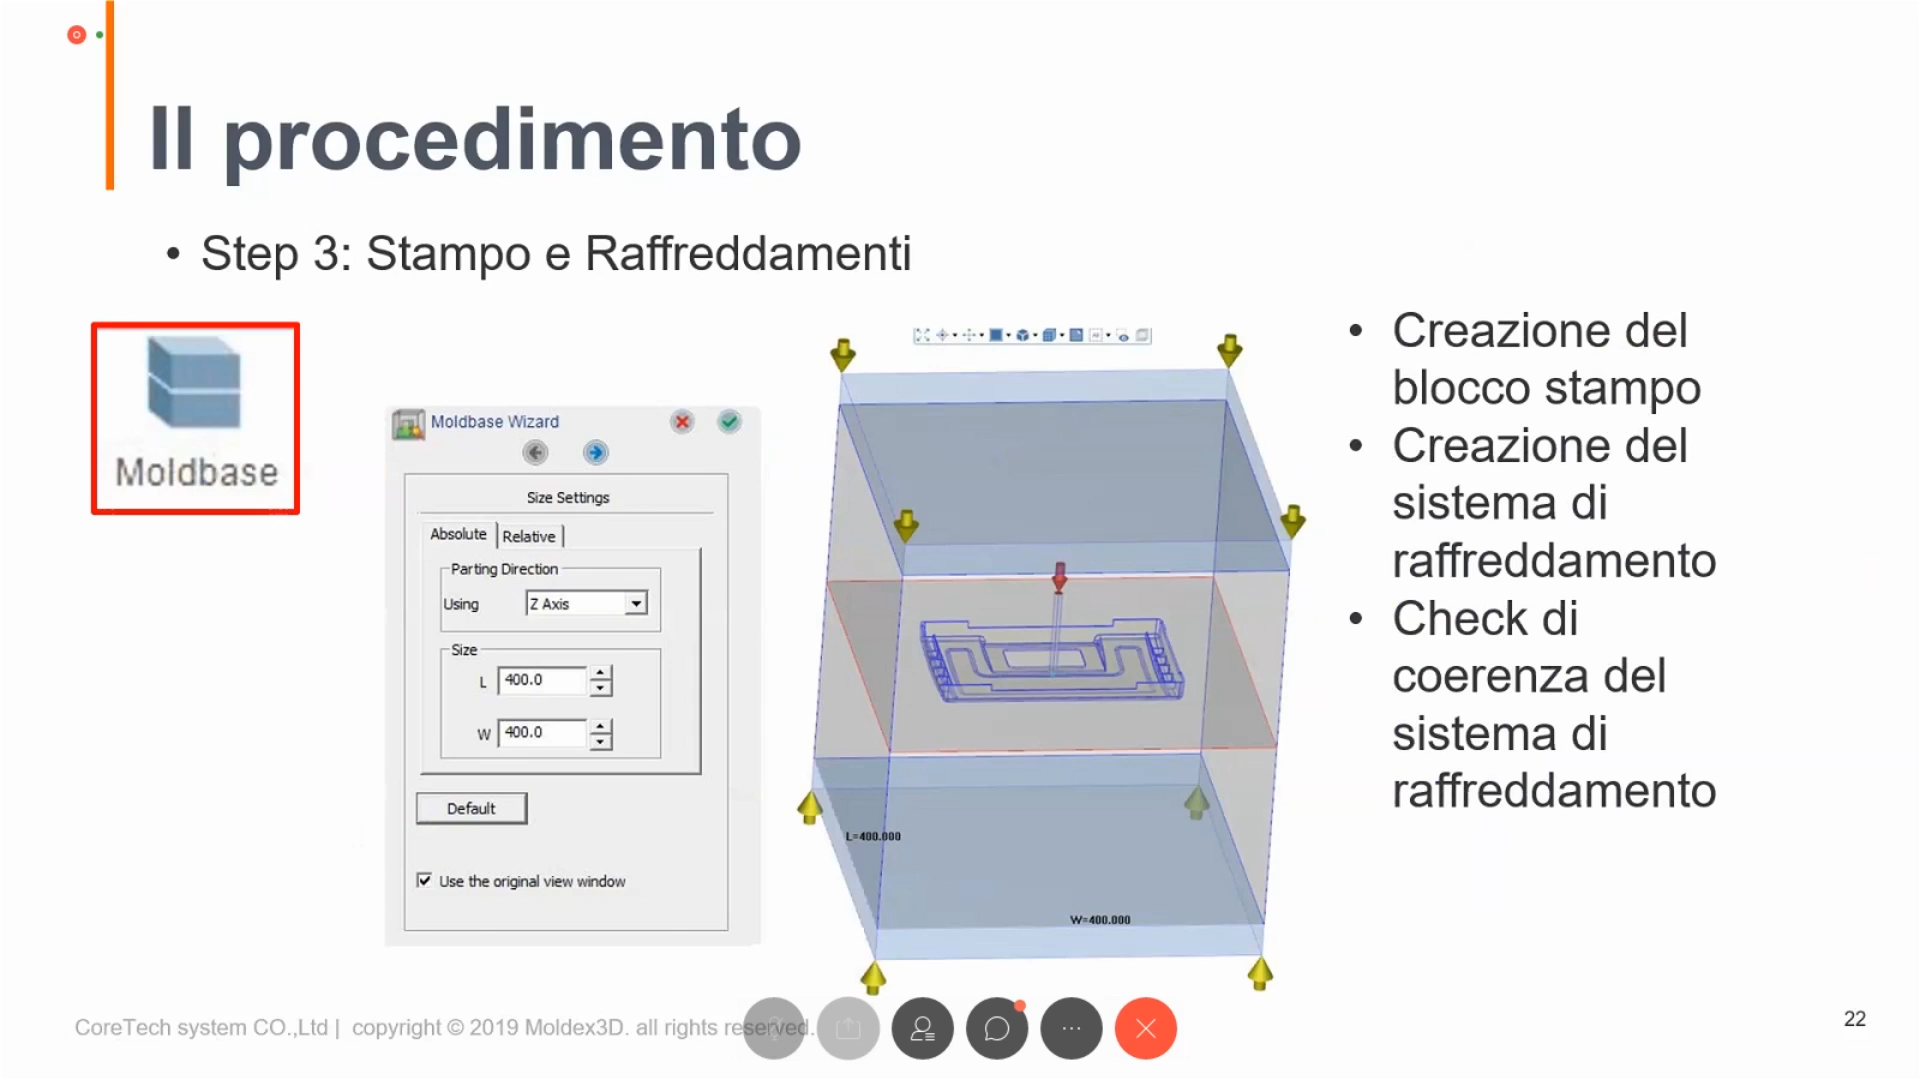 Il procedimento
• Step 3: Stampo e Raffreddamenti
Moldbase
Moldbase Wizard
Size Settings
Absolute Relative
Parting Direction
Using Z Axis
Size
L 400.0
W 400.0
Default
Use the original view window
L=400.000
W=400.000
• Creazione del
blocco stampo
• Creazione del
sistema di
raffreddamento
• Check di
coerenza del
sistema di
raffreddamento
CoreTech system CO.,Ltd | copyright © 2019 Moldex3D. all rights reserved.
22